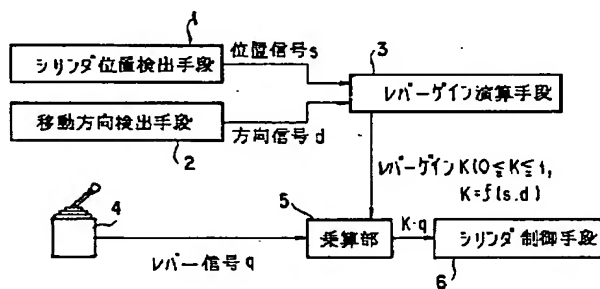 1
シリンダ位置検出手段
位置信号s
移動方向検出手段
2
方向信号d
3
レバーゲイン演算手段
レバーゲイン K(0≦K≦1,
K=f(s.d)
4
レバー信号q
5
乗算部
K・q
シリンダ制御手段
6